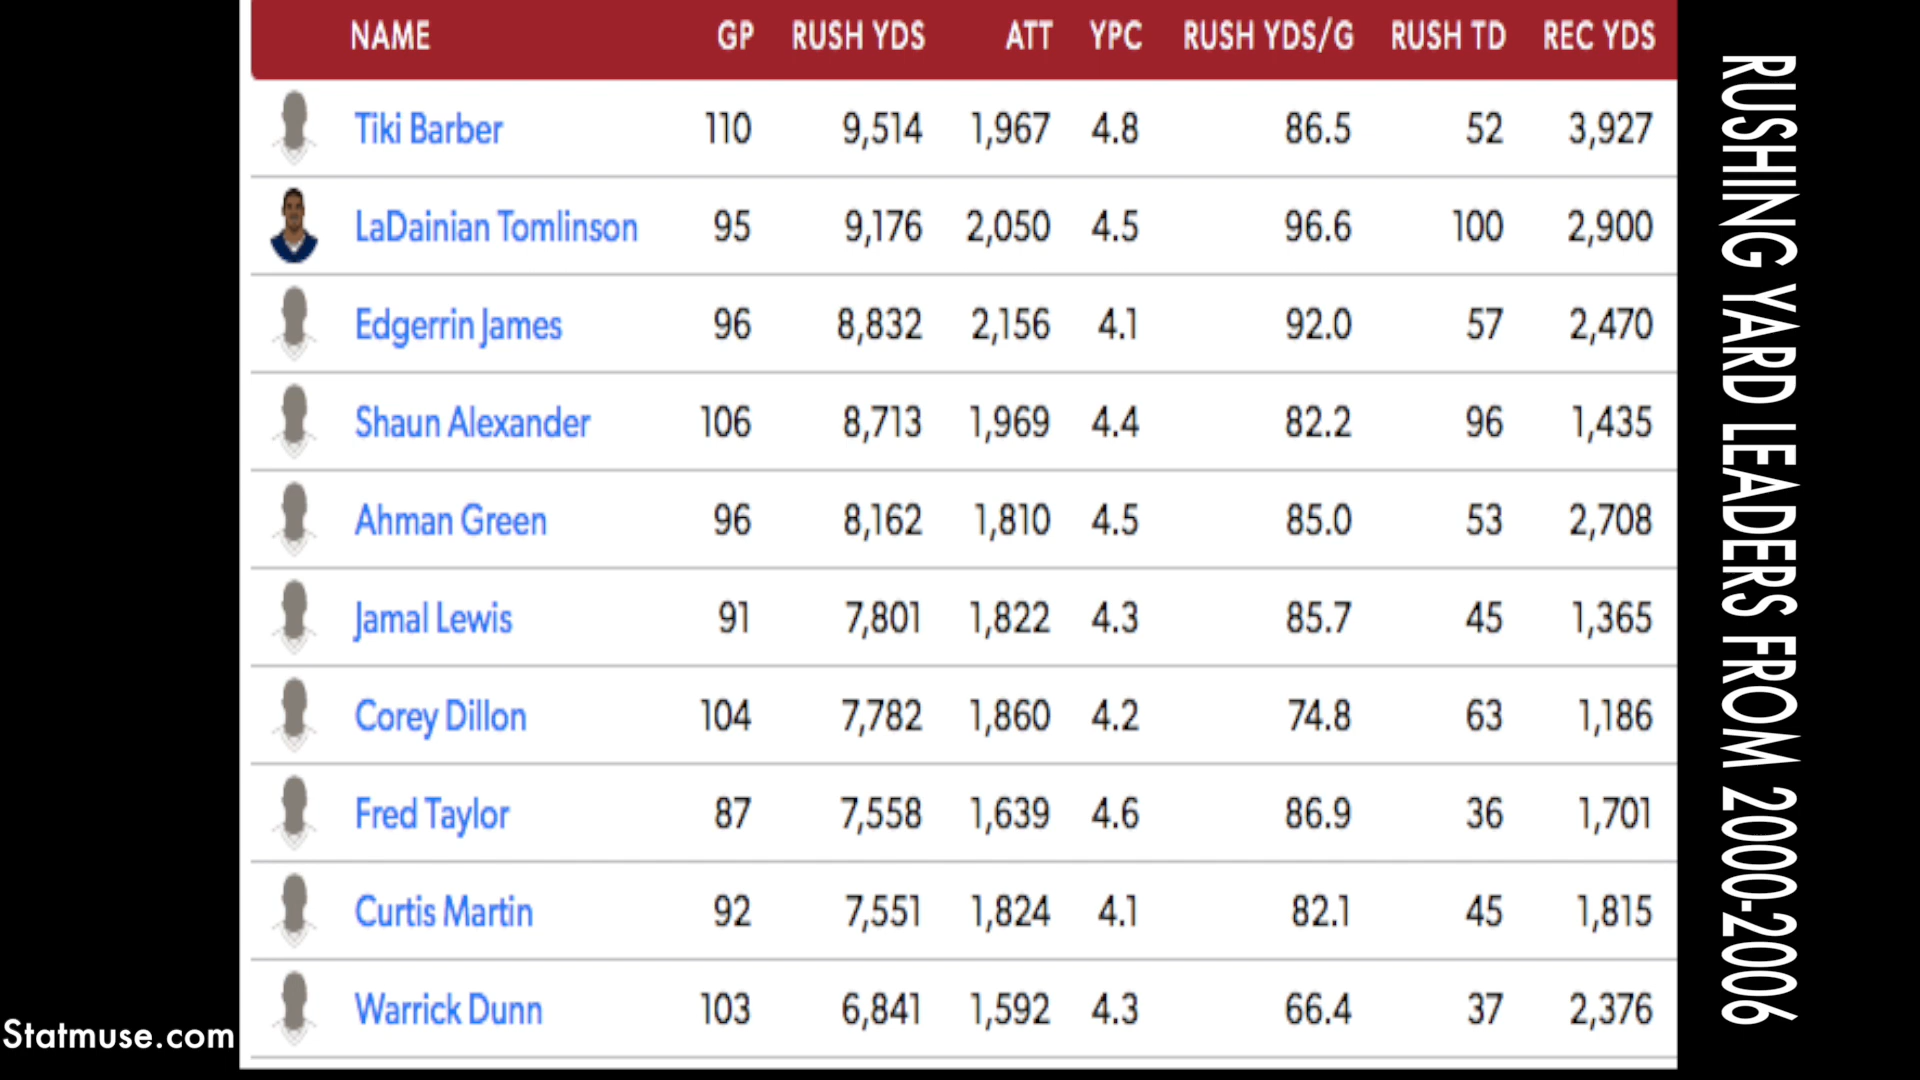 NAME GP RUSH YDS ATT YPC RUSH YDS/G RUSH TD REC YDS
Tiki Barber 110 9,514 1,967 4.8 86.5 52 3,927
LaDainian Tomlinson 95 9,176 2,050 4.5 96.6 100 2,900
Edgerrin James 96 8,832 2,156 4.1 92.0 57 2,470
Shaun Alexander 106 8,713 1,969 4.4 82.2 96 1,435
Ahman Green 96 8,162 1,810 4.5 85.0 53 2,708
Jamal Lewis 91 7,801 1,822 4.3 85.7 45 1,365
Corey Dillon 104 7,782 1,860 4.2 74.8 63 1,186
Fred Taylor 87 7,558 1,639 4.6 86.9 36 1,701
Curtis Martin 92 7,551 1,824 4.1 82.1 45 1,815
Warrick Dunn 103 6,841 1,592 4.3 66.4 37 2,376
Statmuse.com
RUSHING YARD LEADERS FROM 2000-2006